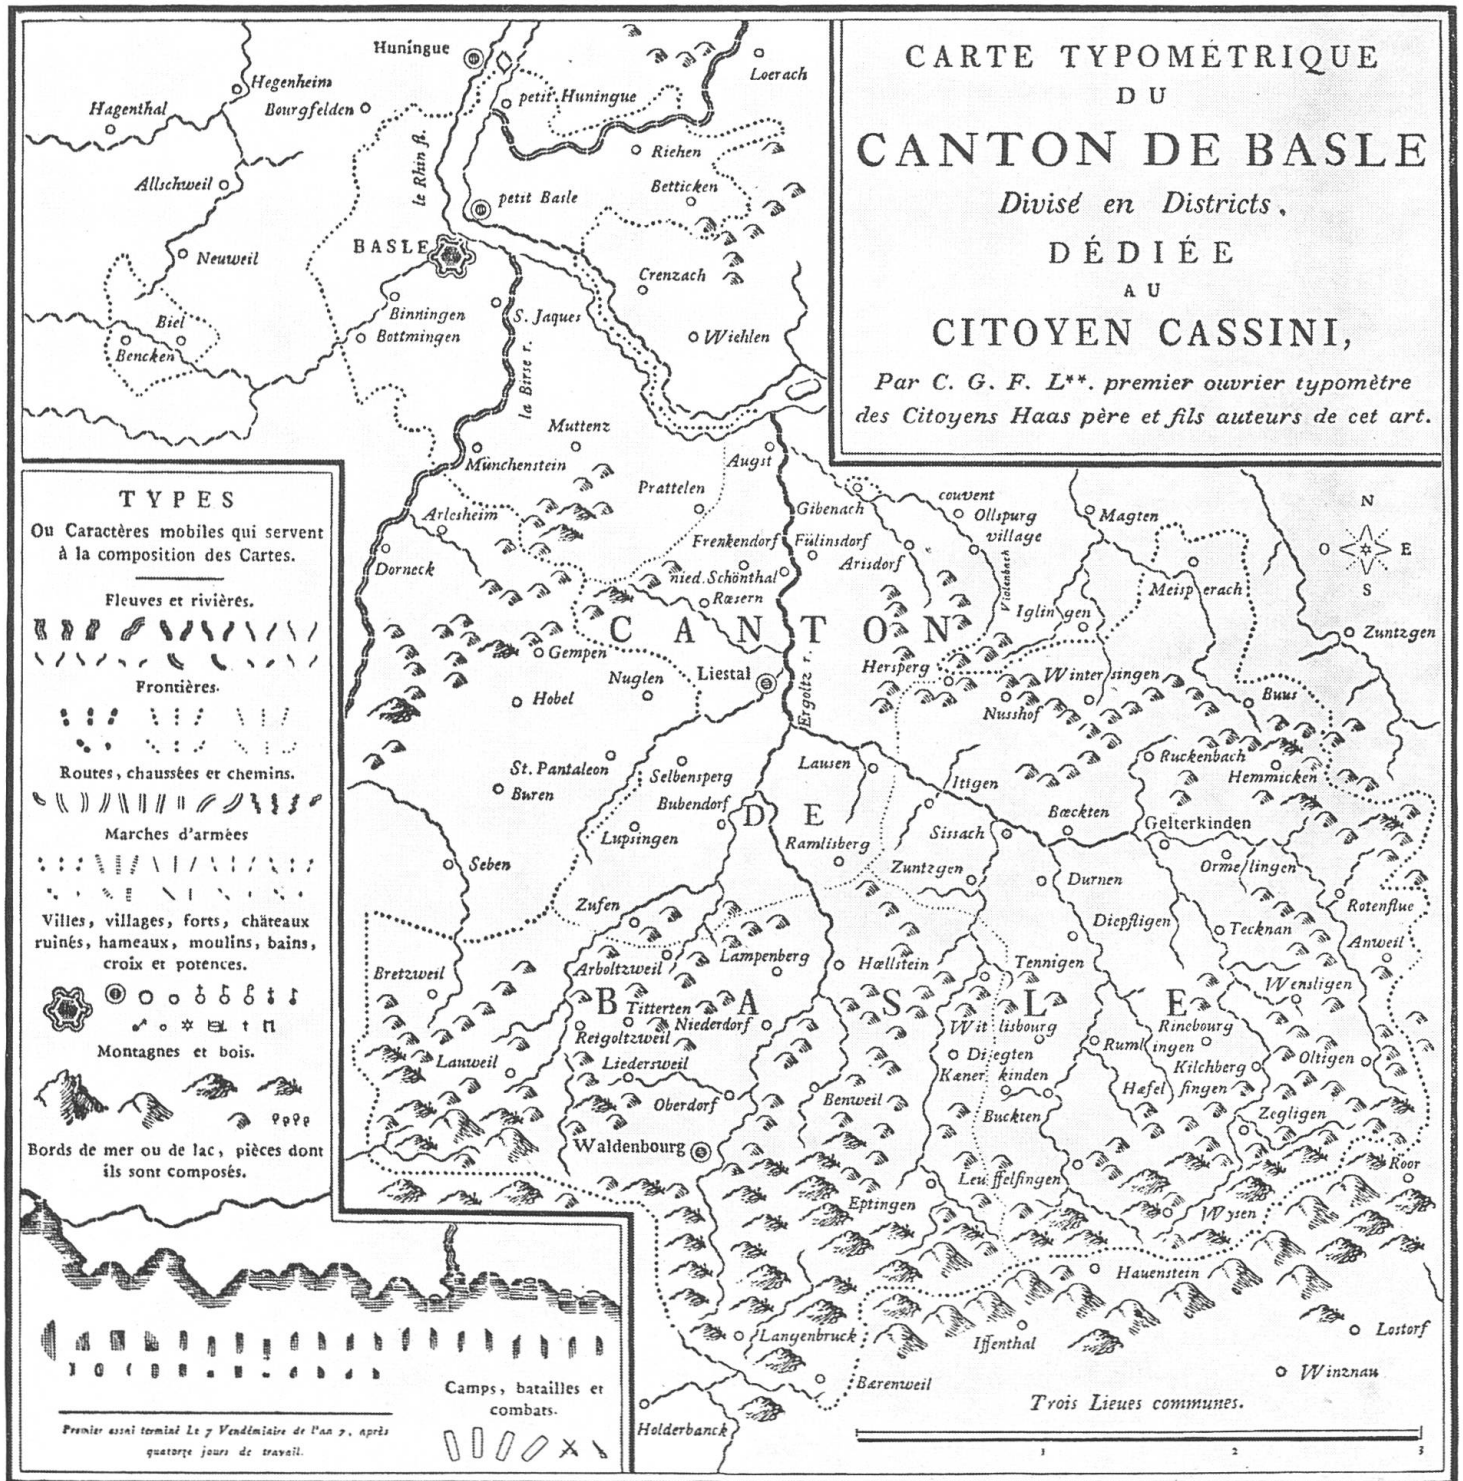 CARTE TYPOMÉTRIQUE
DU
CANTON DE BASLE
Divisé en Districts.
DÉDIÉE
AU
CITOYEN CASSINI,
Par C. G. F. L**. premier ouvrier typomètre
des Citoyens Haas père et fils auteurs de cet art.
Huningue
Loerach
Hegenheim
Hagenthal
Bourgfelden
petit Huningue
le Rhin fl.
Riehen
Allschweil
Betticken
petit Basle
BASLE
Neuweil
Crenzach
Binningen
S. Jaques
Biel
Bottmingen
Wiehlen
Bencken
la Birse r.
Muttenz
Münchenstein
Augst
Prattelen
Gibenach
couvent
Ollspurg
village
Magten
Arlesheim
Frenkendorf
Fülinsdorf
Arisdorf
Violenbach
Dorneck
nied. Schönthal
Rœsern
Meisperach
Iglingen
N
O
E
S
CANTON
Zuntzgen
Gempen
Hersperg
Wintersingen
Nuglen
Liestal
Ergoltz r.
Hobel
Nusshof
Buus
St. Pantaleon
Selbensperg
Lausen
Ruckenbach
Hemmicken
Buren
Bubendorf
Itigen
DE
Bœckten
Gelterkinden
Lupsingen
Ramlisberg
Sissach
Seben
Zuntzgen
Durnen
Ormellingen
Zufen
Rotenflue
Diepfligen
Tecknan
Anweil
Bretzweil
Arboltzweil
Lampenberg
Hœllstein
Tennigen
Wensligen
BASLE
Titterten
Niederdorf
Witlisbourg
Rinebourg
Reigoltzweil
Rumlingen
Lauweil
Liedersweil
Diegten
Kilchberg
Oltigen
Kænerkinden
Hæfelfingen
Oberdorf
Benweil
Buckten
Zegligen
Waldenbourg
Roor
Leuffelfingen
Eptingen
Wysen
Hauenstein
Langenbruck
Iffenthal
Lostorf
Bærenweil
Winznau
Holderbanck
Trois Lieues communes.
1 2 3
TYPES
Ou Caractères mobiles qui servent
à la composition des Cartes.
Fleuves et rivières.
Frontières.
Routes, chaussées et chemins.
Marches d'armées
Villes, villages, forts, châteaux
ruinés, hameaux, moulins, bains,
croix et potences.
Montagnes et bois.
Bords de mer ou de lac, pièces dont
ils sont composés.
Camps, batailles et
combats.
Premier essai terminé Le 7 Vendémiaire de l'an 7, après
quatorze jours de travail.